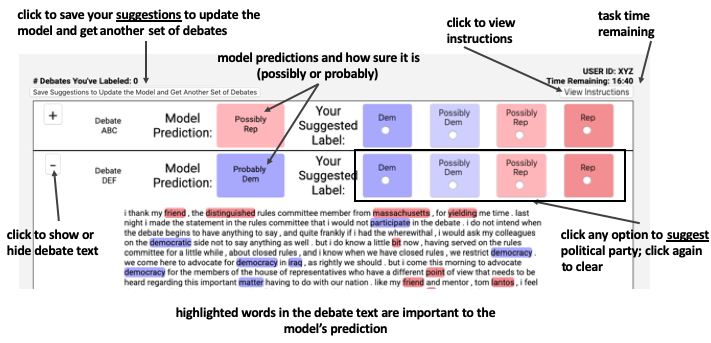 click to save your suggestions to update the
model and get another set of debates
click to view
instructions
task time
remaining
model predictions and how sure it is
(possibly or probably)
# Debates You've Labeled: 0
USER ID: XYZ
Time Remaining: 16:40
Save Suggestions to Update the Model and Get Another Set of Debates
View Instructions
+
Debate
ABC
Model
Prediction:
Possibly
Rep
Your
Suggested
Label:
Dem
Possibly
Dem
Possibly
Rep
Rep
-
Debate
DEF
Model
Prediction:
Probably
Dem
Your
Suggested
Label:
Dem
Possibly
Dem
Possibly
Rep
Rep
i thank my friend , the distinguished rules committee member from massachusetts , for yielding me time . last
night i made the statement in the rules committee that i would not participate in the debate . i do not intend when
the debate begins to have anything to say , and quite frankly if i had the wherewithal , i would ask my colleagues
on the democratic side not to say anything as well . but i do know a little bit now , having served on the rules
committee for a little while , about closed rules , and i know when we have closed rules , we restrict democracy .
we come here to advocate for democracy in iraq , as rightly we should . but i come this morning to advocate
democracy for the members of the house of representatives who have a different point of view that needs to be
heard regarding this important matter having to do with our nation . like my friend and mentor , tom lantos , i feel
click to show or
hide debate text
click any option to suggest
political party; click again
to clear
highlighted words in the debate text are important to the
model's prediction